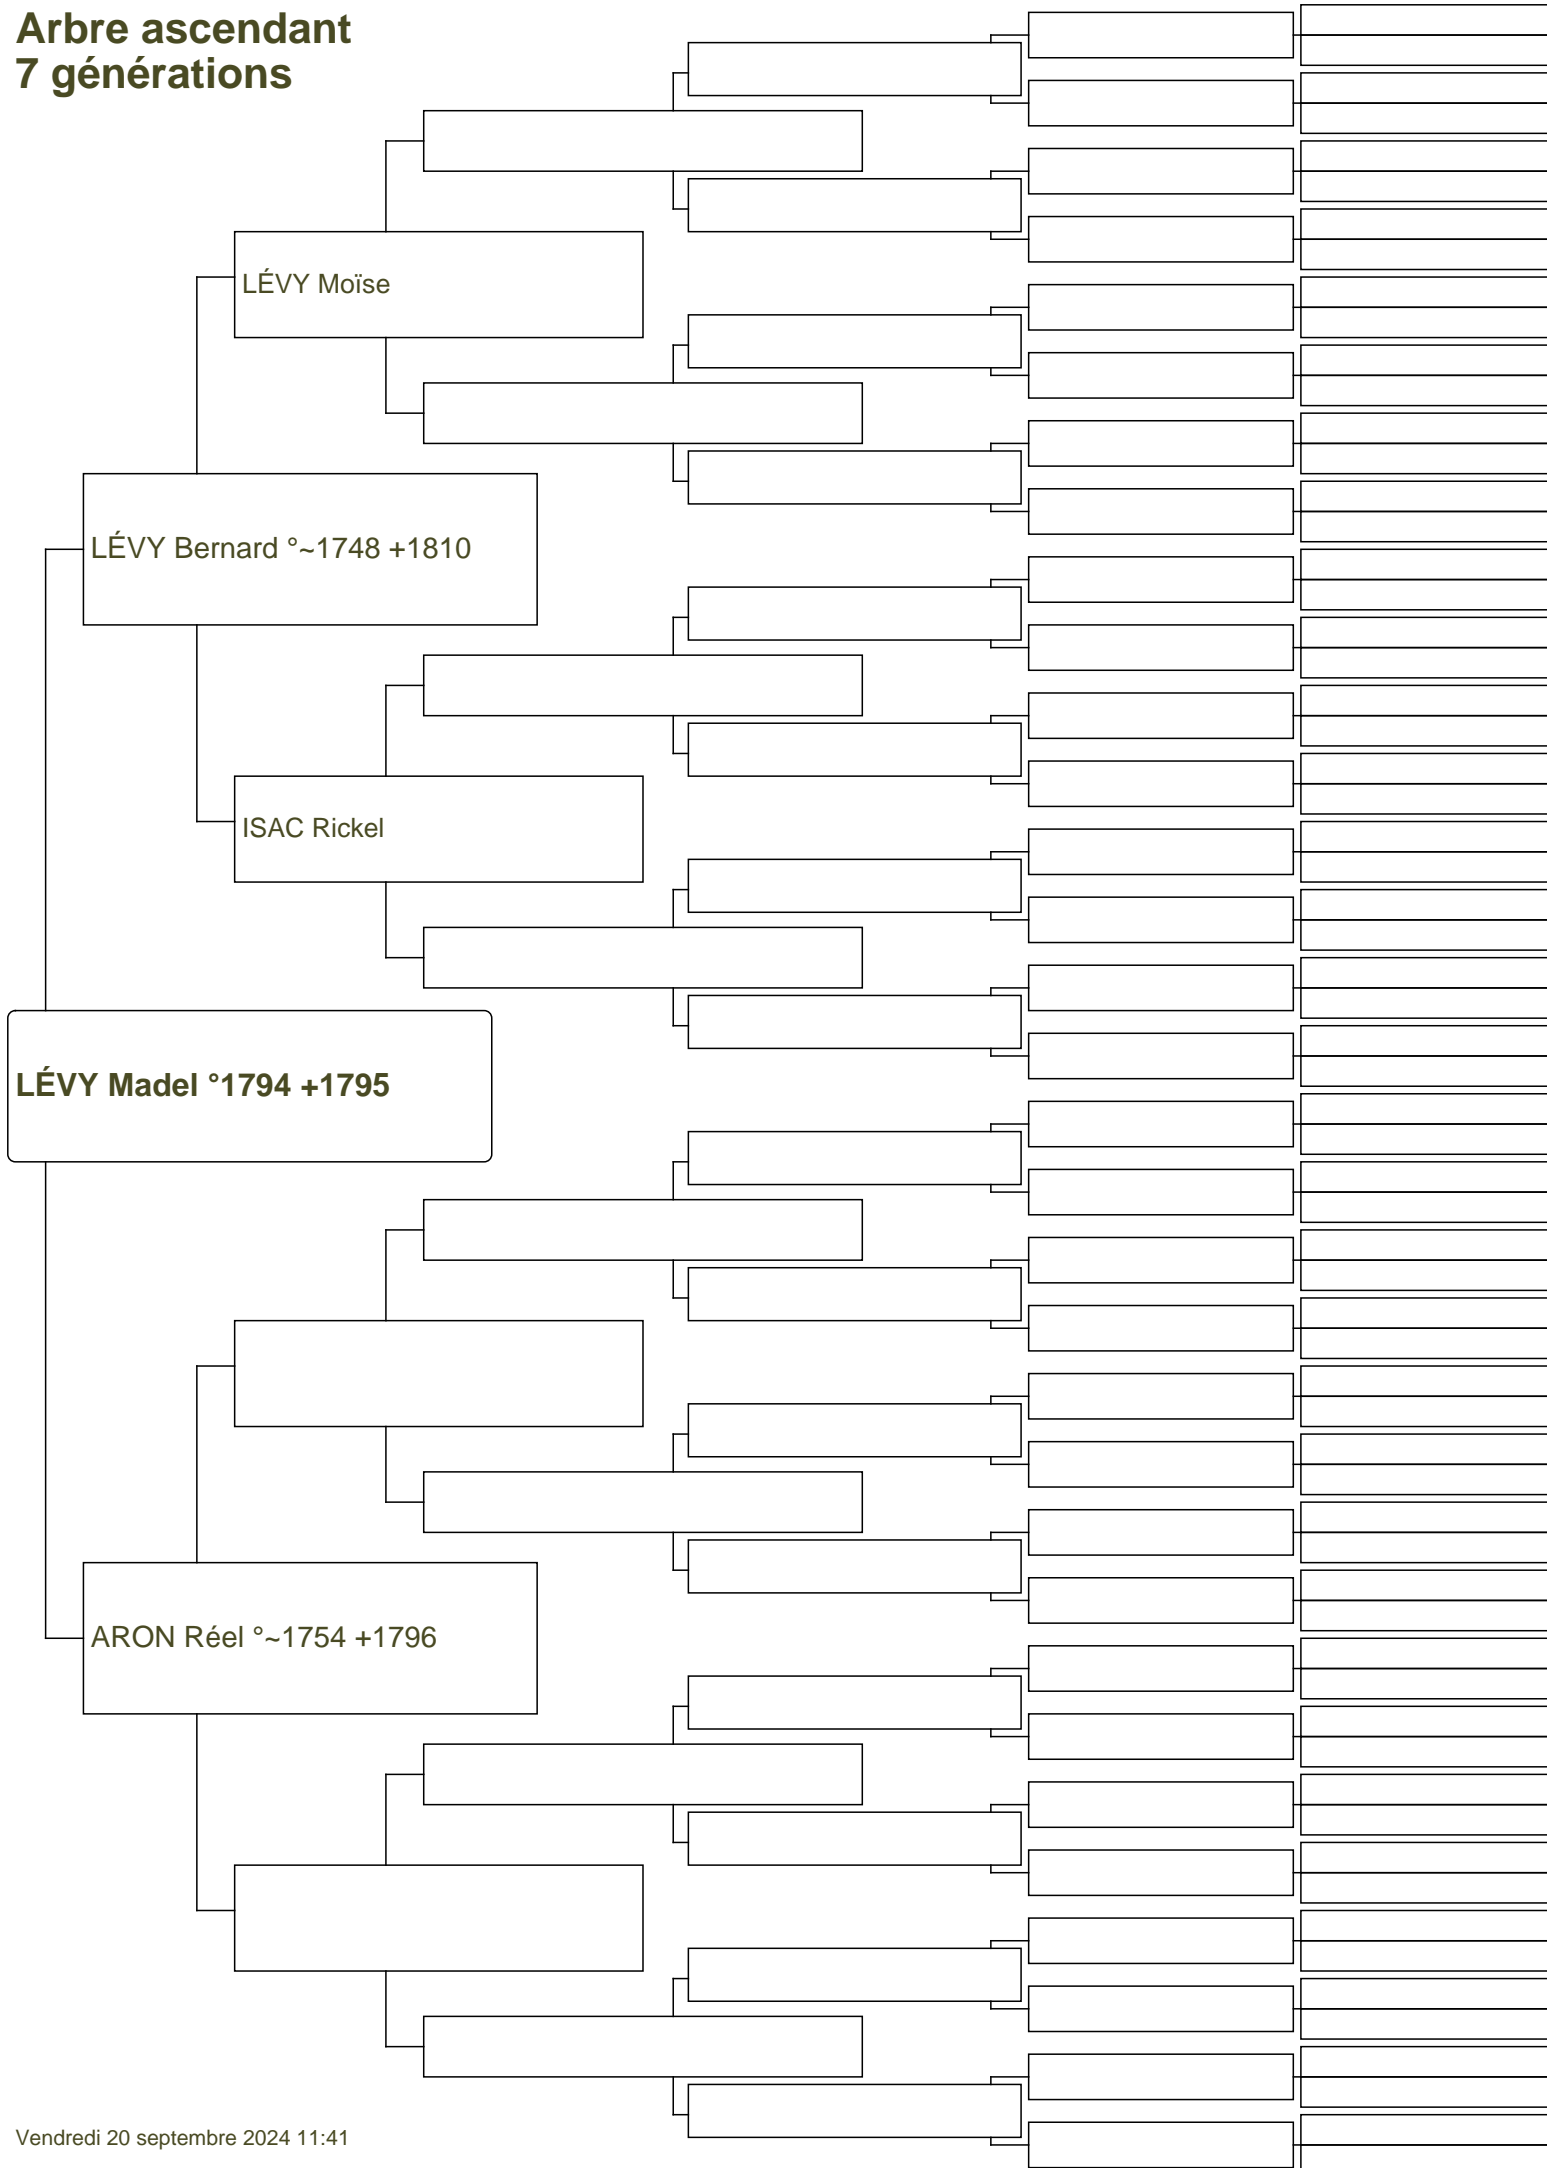 Arbre ascendant
7 générations
LÉVY Moïse
LÉVY Bernard °~1748 +1810
ISAC Rickel
LÉVY Madel °1794 +1795
ARON Réel °~1754 +1796
Vendredi 20 septembre 2024 11:41